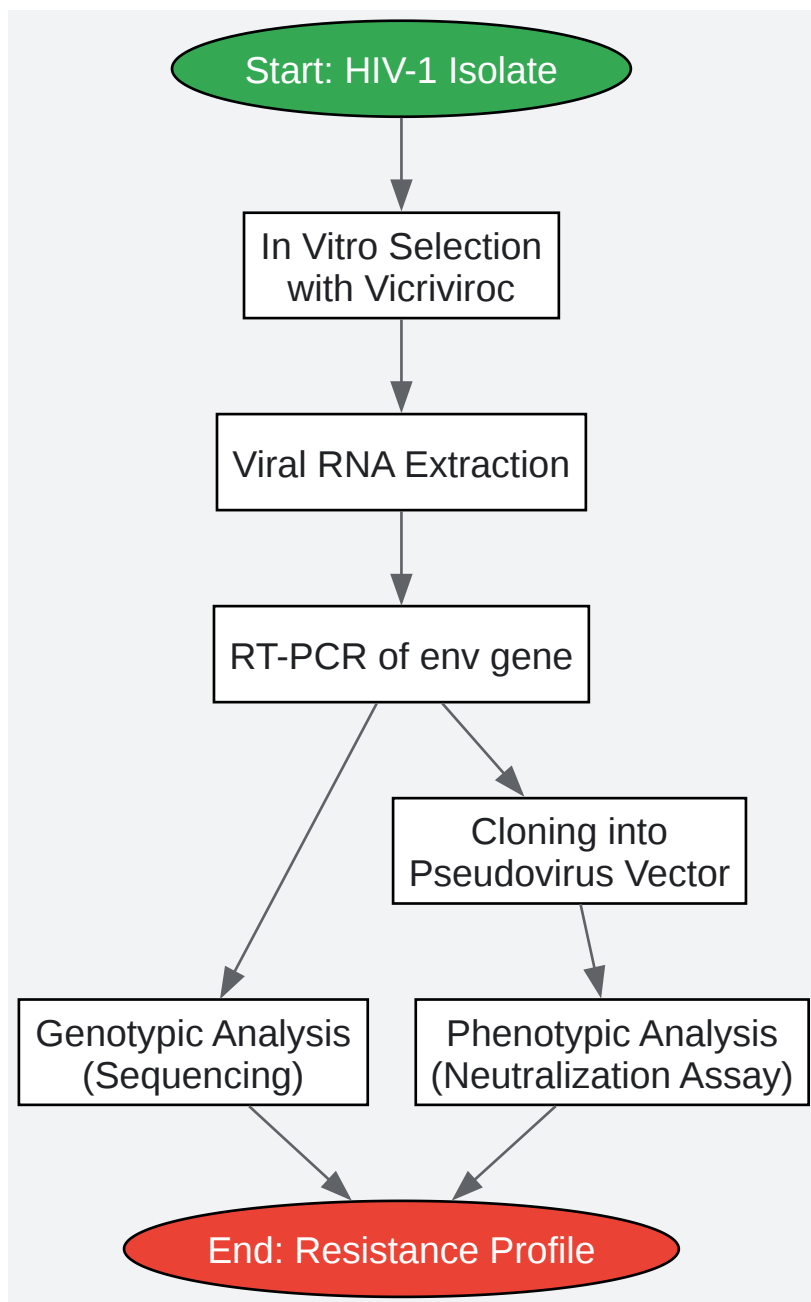 Start: HIV-1 Isolate
In Vitro Selection
with Vicriviroc
Viral RNA Extraction
RT-PCR of env gene
Cloning into
Pseudovirus Vector
Genotypic Analysis
(Sequencing)
Phenotypic Analysis
(Neutralization Assay)
End: Resistance Profile